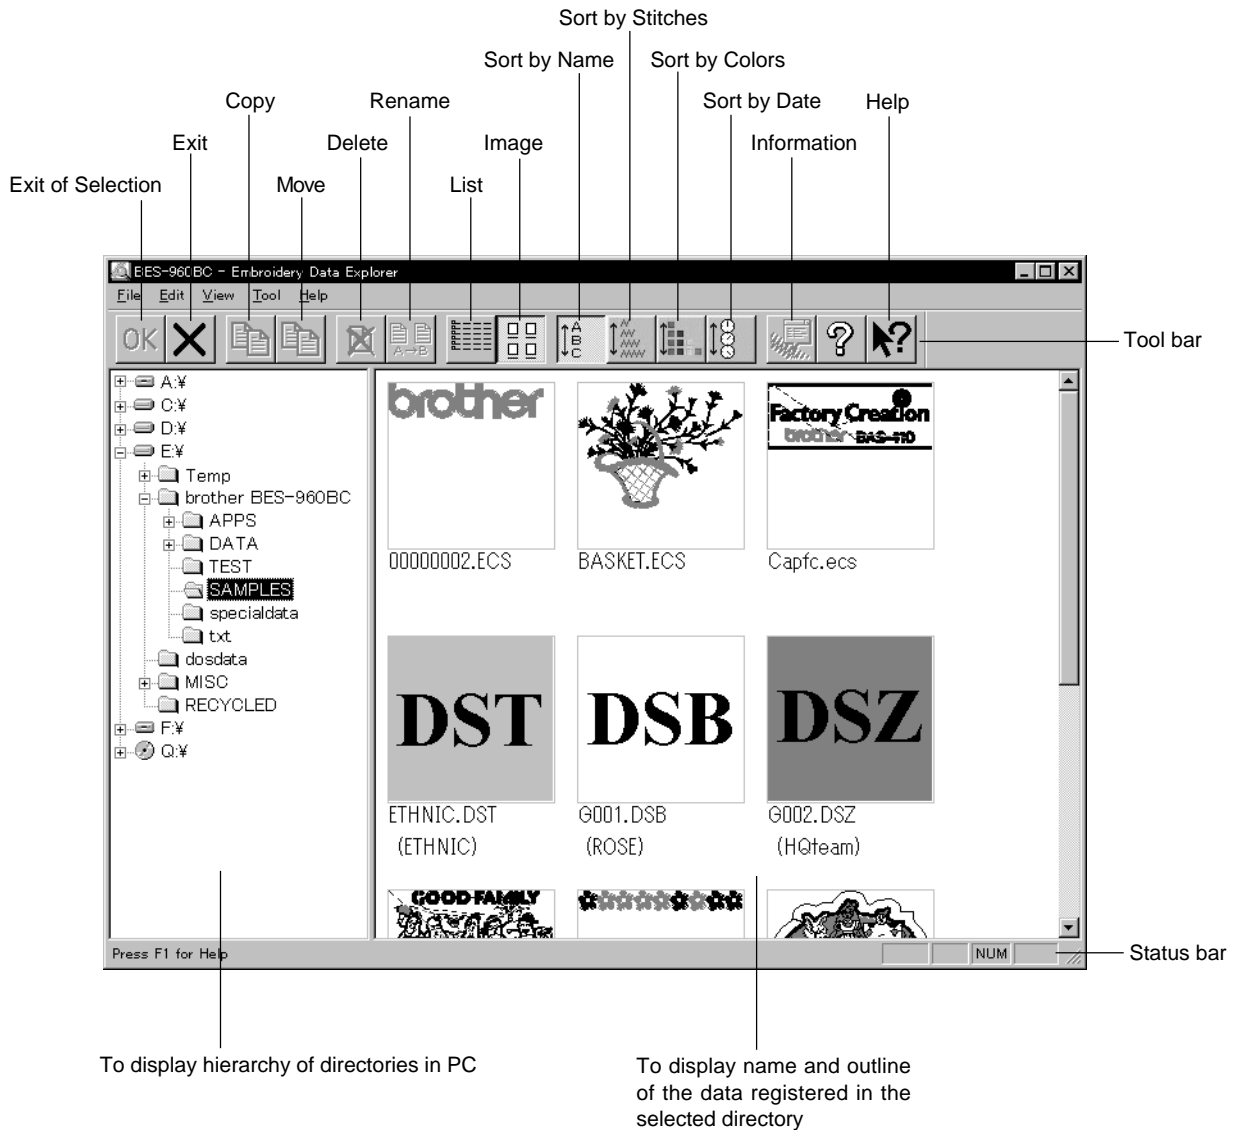 Sort by Stitches
Sort by Name
Sort by Colors
Copy
Rename
Sort by Date
Help
Exit
Delete
Image
Information
Exit of Selection
Move
List
BES-960BC - Embroidery Data Explorer
File Edit View Tool Help
OK
A→B
A
B
C
Tool bar
A:¥
C:¥
D:¥
E:¥
Temp
brother BES-960BC
APPS
DATA
TEST
SAMPLES
specialdata
txt
dosdata
MISC
RECYCLED
F:¥
Q:¥
brother
Factory Creation
brother BAS-410
00000002.ECS
BASKET.ECS
Capfc.ecs
DST
DSB
DSZ
ETHNIC.DST
(ETHNIC)
G001.DSB
(ROSE)
G002.DSZ
(HQteam)
GOOD FAMILY
Press F1 for Help
NUM
Status bar
To display hierarchy of directories in PC
To display name and outline
of the data registered in the
selected directory